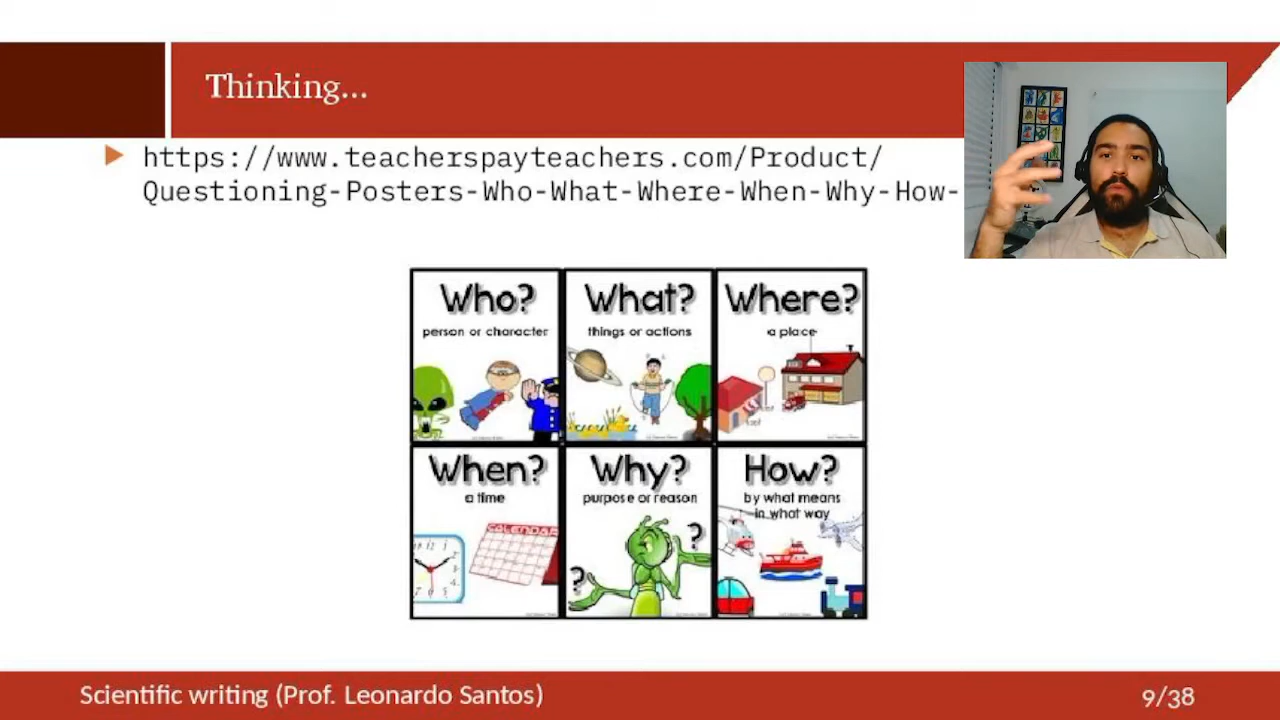 Thinking...
https://www.teacherspayteachers.com/Product/
Questioning-Posters-Who-What-Where-When-Why-How-
Who?
person or character
What?
things or actions
Where?
a place
When?
a time
CALENDAR
Why?
purpose or reason
? ?
How?
by what means
in what way
Scientific writing (Prof. Leonardo Santos)
9/38